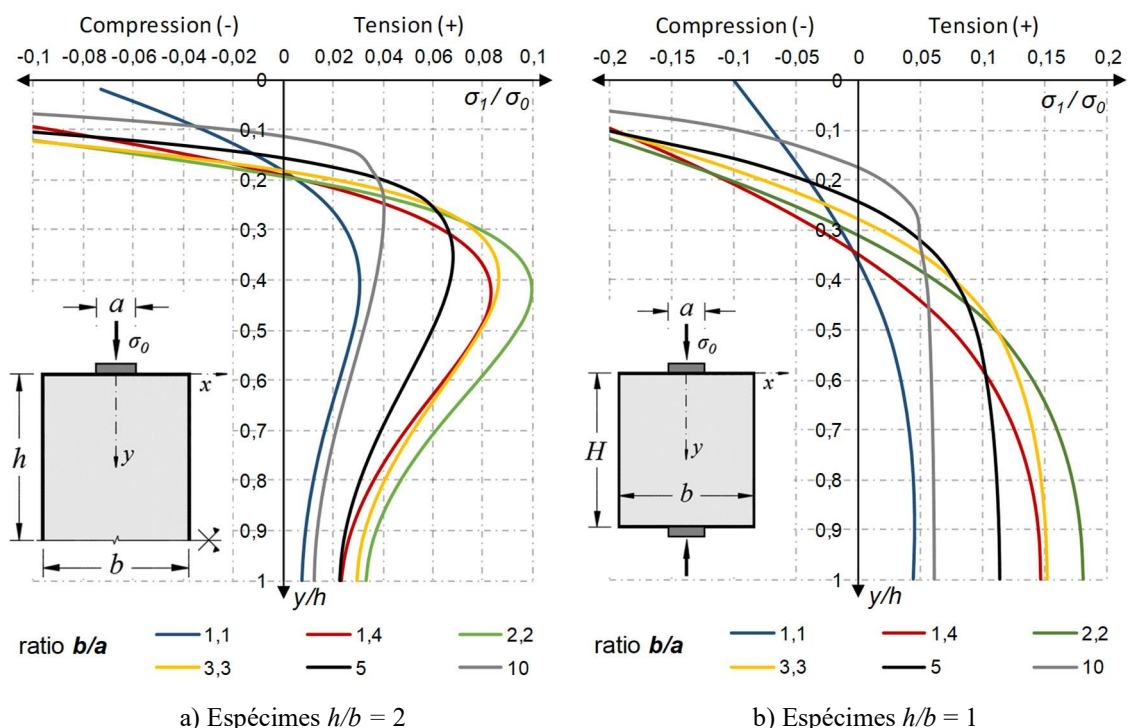 Compression (-) Tension (+)
-0,1 -0,08 -0,06 -0,04 -0,02 0 0,02 0,04 0,06 0,08 0,1
0
σ1 / σ0
0,1
0,2
0,3
0,4
0,5
0,6
0,7
0,8
0,9
1
y/h
a
σ0
x
h
y
b
ratio b/a
1,1 1,4 2,2
3,3 5 10
a) Espécimes h/b = 2
Compression (-) Tension (+)
-0,2 -0,15 -0,1 -0,05 0 0,05 0,1 0,15 0,2
0
σ1 / σ0
0,1
0,2
0,3
0,4
0,5
0,6
0,7
0,8
0,9
1
y/h
a
σ0
x
H
y
b
ratio b/a
1,1 1,4 2,2
3,3 5 10
b) Espécimes h/b = 1